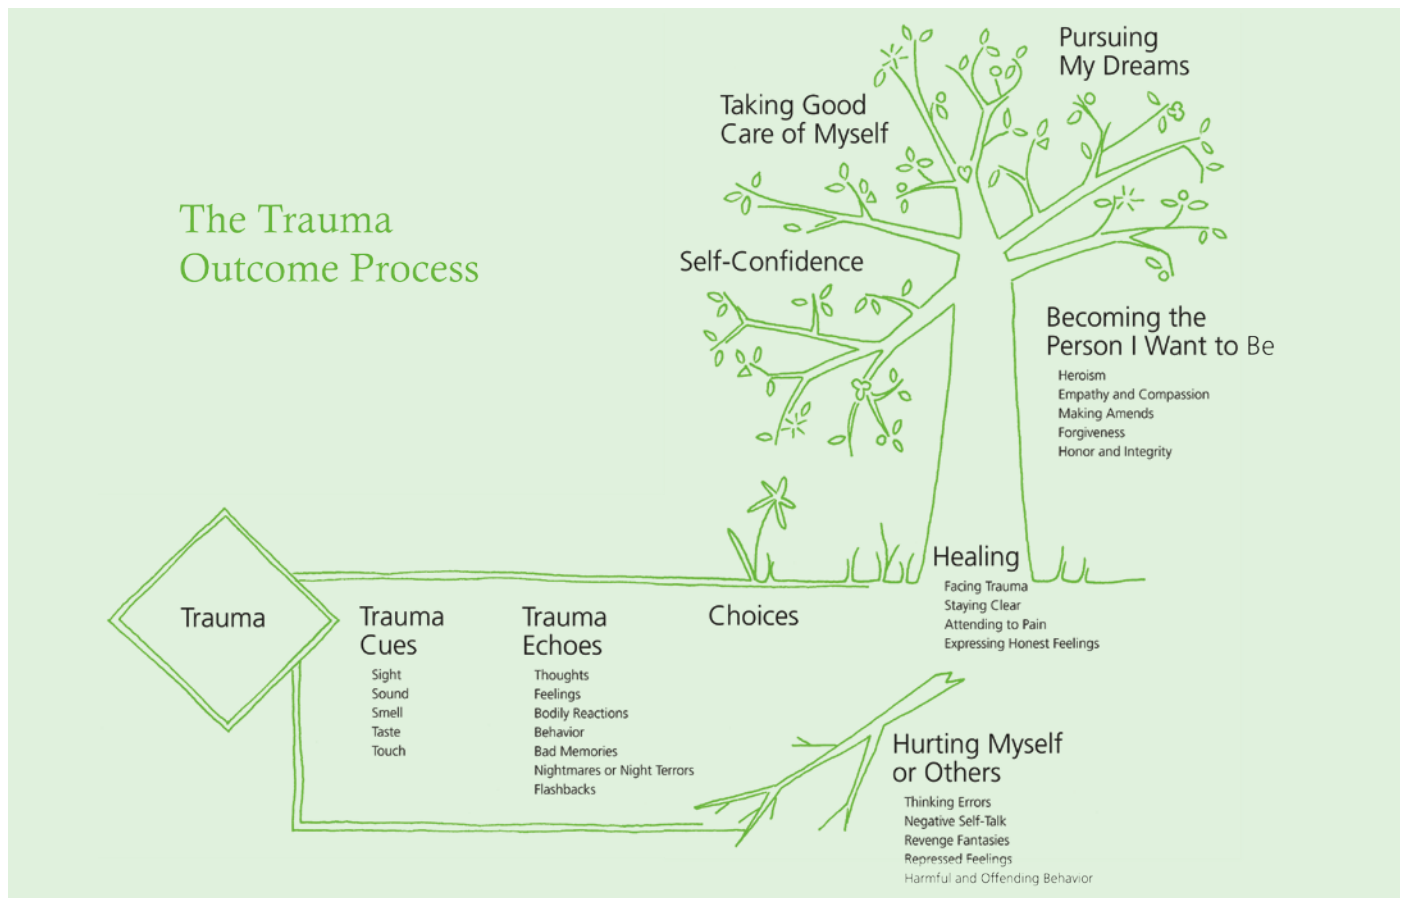 The Trauma
Outcome Process
Pursuing
My Dreams
Taking Good
Care of Myself
Self-Confidence
Becoming the
Person I Want to Be
Heroism
Empathy and Compassion
Making Amends
Forgiveness
Honor and Integrity
Trauma
Trauma
Cues
Sight
Sound
Smell
Taste
Touch
Trauma
Echoes
Thoughts
Feelings
Bodily Reactions
Behavior
Bad Memories
Nightmares or Night Terrors
Flashbacks
Choices
Healing
Facing Trauma
Staying Clear
Attending to Pain
Expressing Honest Feelings
Hurting Myself
or Others
Thinking Errors
Negative Self-Talk
Revenge Fantasies
Repressed Feelings
Harmful and Offending Behavior